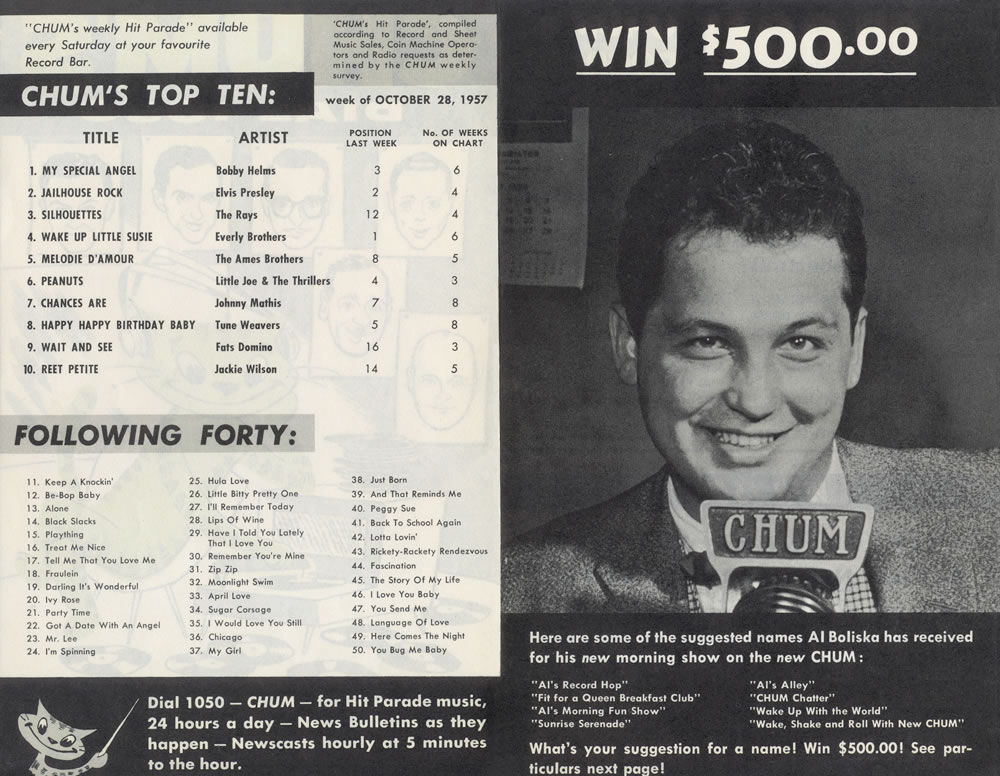 "CHUM's weekly Hit Parade" available
every Saturday at your favourite
Record Bar.
'CHUM's Hit Parade', compiled
according to Record and Sheet
Music Sales, Coin Machine Opera-
tors and Radio requests as deter-
mined by the CHUM weekly
survey.
CHUM'S TOP TEN:
week of OCTOBER 28, 1957
TITLE ARTIST POSITION LAST WEEK No. OF WEEKS ON CHART
1. MY SPECIAL ANGEL Bobby Helms 3 6
2. JAILHOUSE ROCK Elvis Presley 2 4
3. SILHOUETTES The Rays 12 4
4. WAKE UP LITTLE SUSIE Everly Brothers 1 6
5. MELODIE D'AMOUR The Ames Brothers 8 5
6. PEANUTS Little Joe & The Thrillers 4 3
7. CHANCES ARE Johnny Mathis 7 8
8. HAPPY HAPPY BIRTHDAY BABY Tune Weavers 5 8
9. WAIT AND SEE Fats Domino 16 3
10. REET PETITE Jackie Wilson 14 5
FOLLOWING FORTY:
11. Keep A Knockin'
12. Be-Bop Baby
13. Alone
14. Black Slacks
15. Plaything
16. Treat Me Nice
17. Tell Me That You Love Me
18. Fraulein
19. Darling It's Wonderful
20. Ivy Rose
21. Party Time
22. Got A Date With An Angel
23. Mr. Lee
24. I'm Spinning
25. Hula Love
26. Little Bitty Pretty One
27. I'll Remember Today
28. Lips Of Wine
29. Have I Told You Lately
That I Love You
30. Remember You're Mine
31. Zip Zip
32. Moonlight Swim
33. April Love
34. Sugar Corsage
35. I Would Love You Still
36. Chicago
37. My Girl
38. Just Born
39. And That Reminds Me
40. Peggy Sue
41. Back To School Again
42. Lotta Lovin'
43. Rickety-Rackety Rendezvous
44. Fascination
45. The Story Of My Life
46. I Love You Baby
47. You Send Me
48. Language Of Love
49. Here Comes The Night
50. You Bug Me Baby
Dial 1050 — CHUM — for Hit Parade music,
24 hours a day — News Bulletins as they
happen — Newscasts hourly at 5 minutes
to the hour.
WIN $500.00
CHUM
Here are some of the suggested names Al Boliska has received
for his new morning show on the new CHUM:
"Al's Record Hop"
"Fit for a Queen Breakfast Club"
"Al's Morning Fun Show"
"Sunrise Serenade"
"Al's Alley"
"CHUM Chatter"
"Wake Up With the World"
"Wake, Shake and Roll With New CHUM"
What's your suggestion for a name! Win $500.00! See par-
ticulars next page!